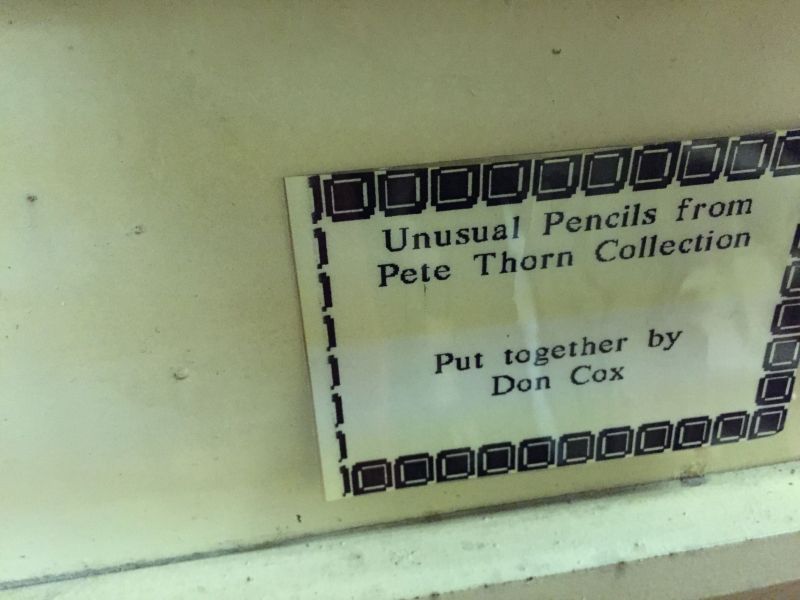 Unusual Pencils from
Pete Thorn Collection
Put together by
Don Cox